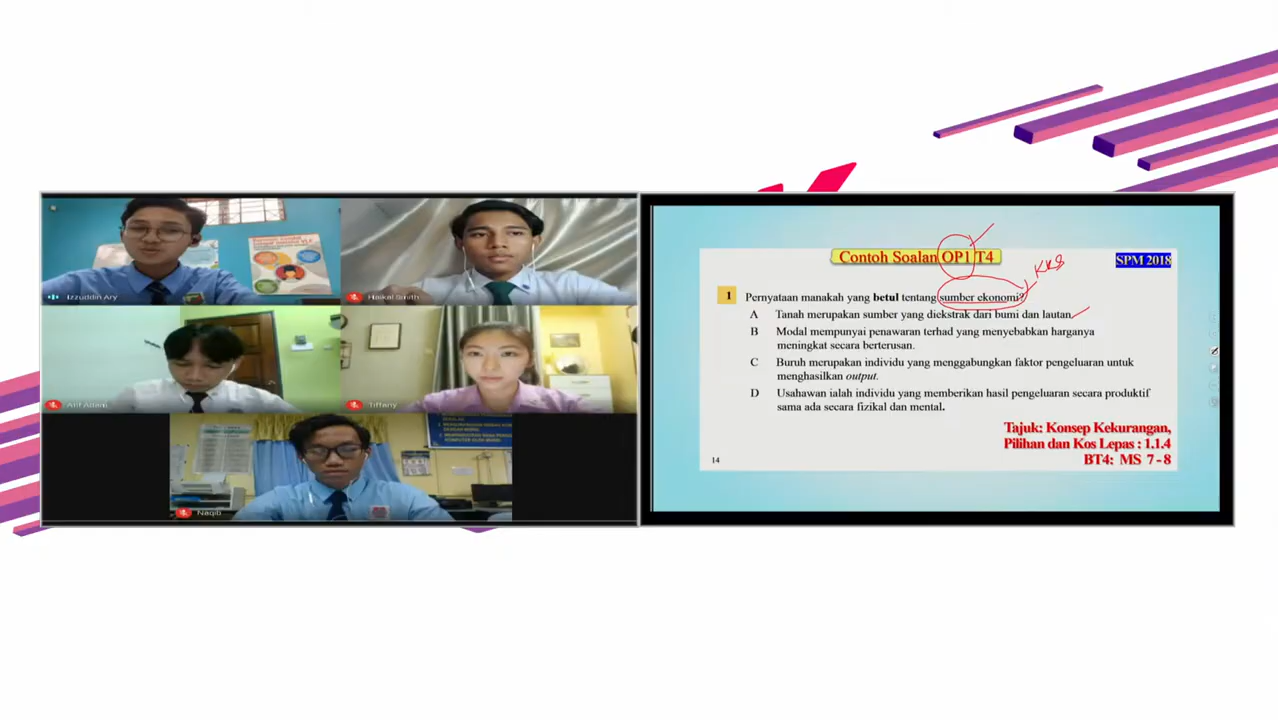 Izzuddin Ary
Haikal Smith
Atif Adami
Tiffany
Naqib
Contoh Soalan OP1 T4
SPM 2018
KKS
1 Pernyataan manakah yang betul tentang sumber ekonomi?
A Tanah merupakan sumber yang diekstrak dari bumi dan lautan.
B Modal mempunyai penawaran terhad yang menyebabkan harganya
meningkat secara berterusan.
C Buruh merupakan individu yang menggabungkan faktor pengeluaran untuk
menghasilkan output.
D Usahawan ialah individu yang memberikan hasil pengeluaran secara produktif
sama ada secara fizikal dan mental.
Tajuk: Konsep Kekurangan,
Pilihan dan Kos Lepas : 1.1.4
BT4: MS 7-8
14